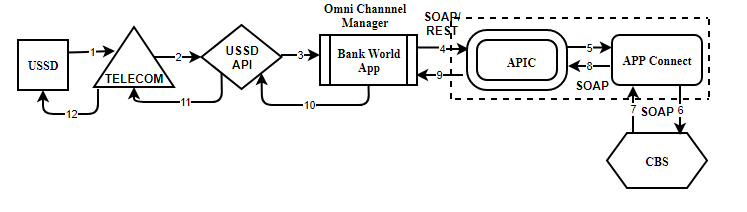 Omni Channnel
Manager
SOAP/
REST
USSD
1
TELECOM
2
USSD
API
3
Bank World
App
4
9
APIC
5
8
SOAP
APP Connect
12
11
10
7
SOAP
6
CBS